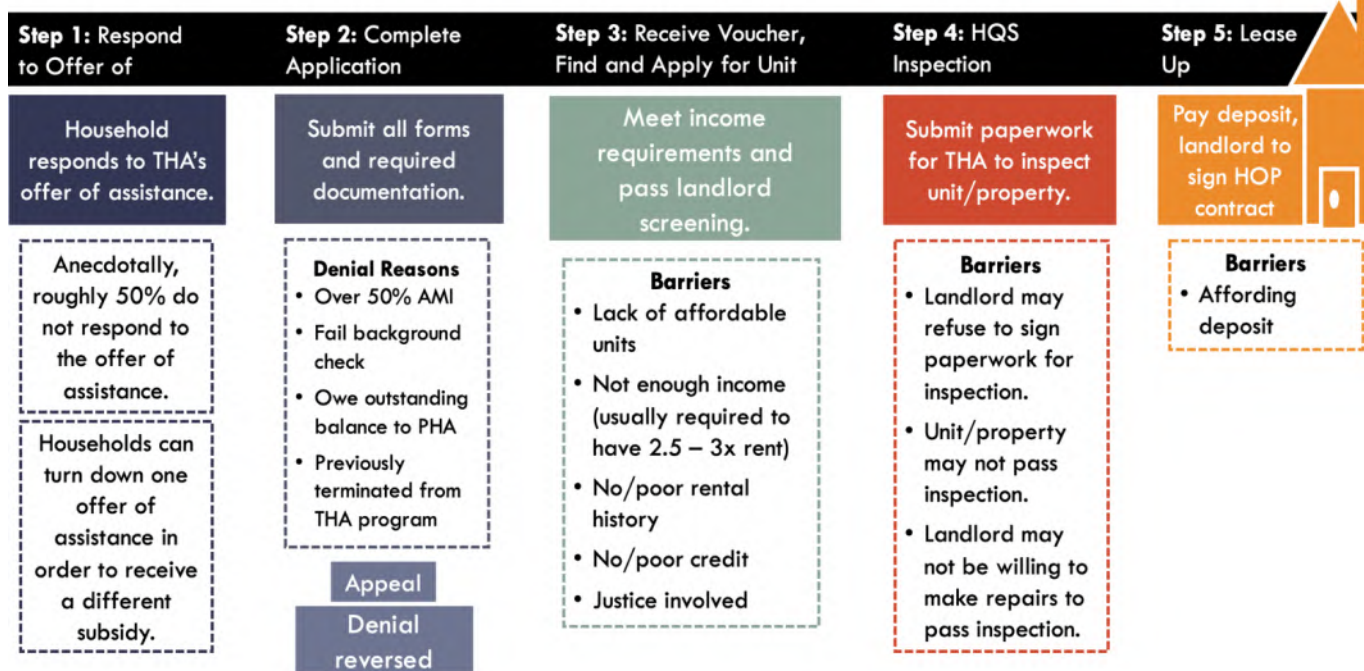 Step 1: Respond
to Offer of
Step 2: Complete
Application
Step 3: Receive Voucher,
Find and Apply for Unit
Step 4: HQS
Inspection
Step 5: Lease
Up
Household
responds to THA's
offer of assistance.
Submit all forms
and required
documentation.
Meet income
requirements and
pass landlord
screening.
Submit paperwork
for THA to inspect
unit/property.
Pay deposit,
landlord to
sign HOP
contract
Anecdotally,
roughly 50% do
not respond to
the offer of
assistance.
Households can
turn down one
offer of
assistance in
order to receive
a different
subsidy.
Denial Reasons
• Over 50% AMI
• Fail background
check
• Owe outstanding
balance to PHA
• Previously
terminated from
THA program
Appeal
Denial
reversed
Barriers
• Lack of affordable
units
• Not enough income
(usually required to
have 2.5 – 3x rent)
• No/poor rental
history
• No/poor credit
• Justice involved
Barriers
• Landlord may
refuse to sign
paperwork for
inspection.
• Unit/property
may not pass
inspection.
• Landlord may
not be willing to
make repairs to
pass inspection.
Barriers
• Affording
deposit